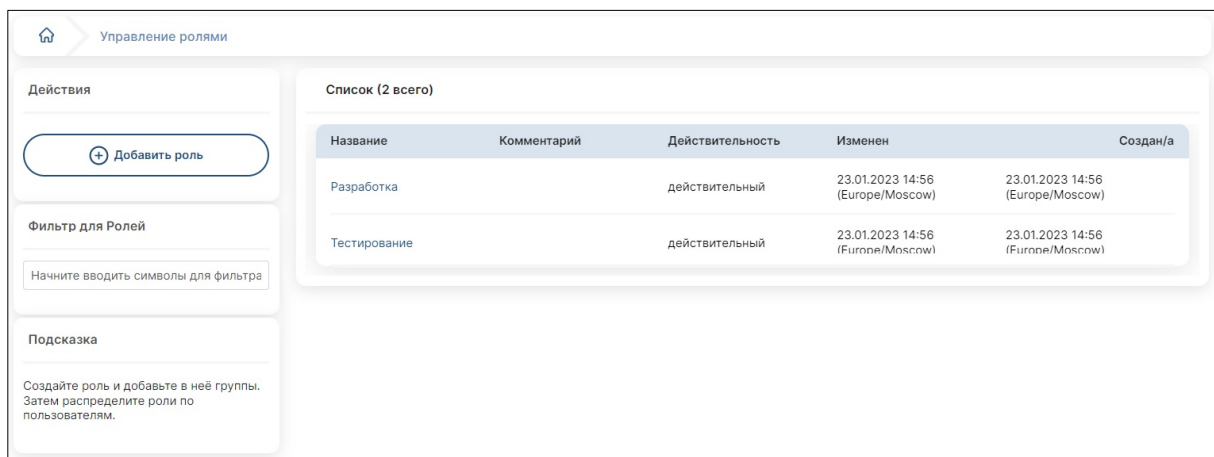 Управление ролями
Действия
Добавить роль
Фильтр для Ролей
Начните вводить символы для фильтра
Подсказка
Создайте роль и добавьте в неё группы.
Затем распределите роли по
пользователям.
Список (2 всего)
Название Комментарий Действительность Изменен Создан/а
Разработка действительный 23.01.2023 14:56 23.01.2023 14:56
(Europe/Moscow) (Europe/Moscow)
Тестирование действительный 23.01.2023 14:56 23.01.2023 14:56
(Europe/Moscow) (Europe/Moscow)